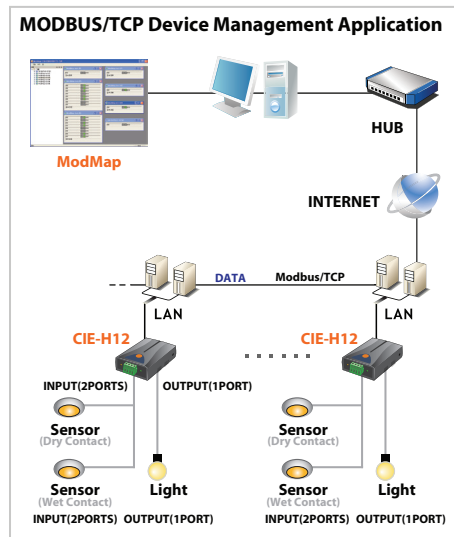 MODBUS/TCP Device Management Application
ModMap
HUB
INTERNET
DATA Modbus/TCP
LAN LAN
CIE-H12 CIE-H12
INPUT(2PORTS) OUTPUT(1PORT)
Sensor Sensor
(Dry Contact) (Dry Contact)
Sensor Light Sensor Light
(Wet Contact) (Wet Contact)
INPUT(2PORTS) OUTPUT(1PORT) INPUT(2PORTS) OUTPUT(1PORT)